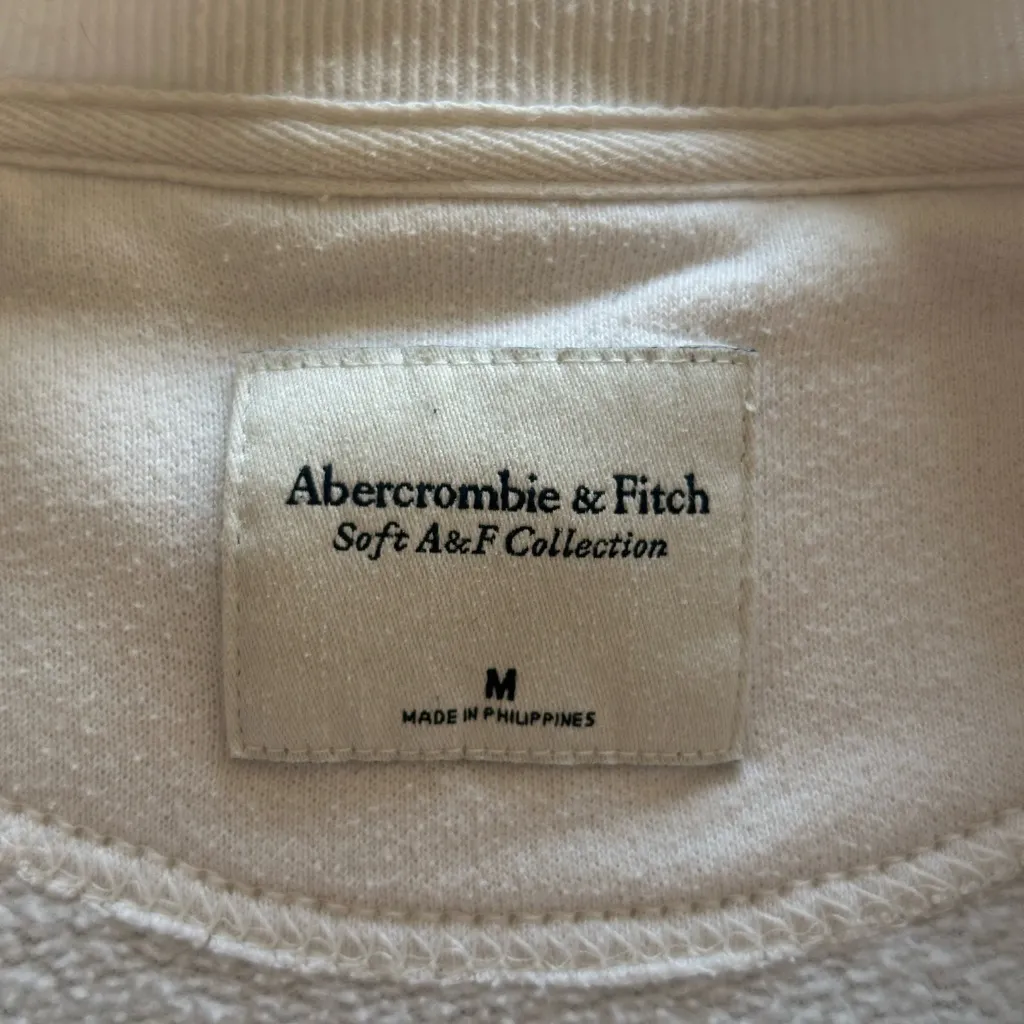 Abercrombie & Fitch
Soft A&F Collection
M
MADE IN PHILIPPINES